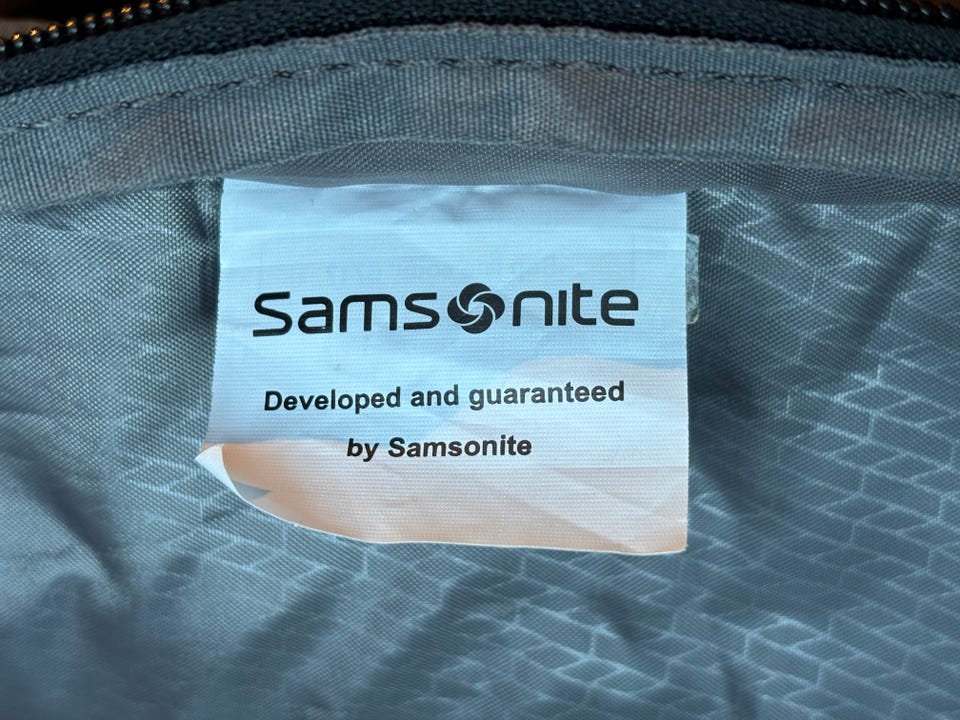 Samsonite
Developed and guaranteed
by Samsonite